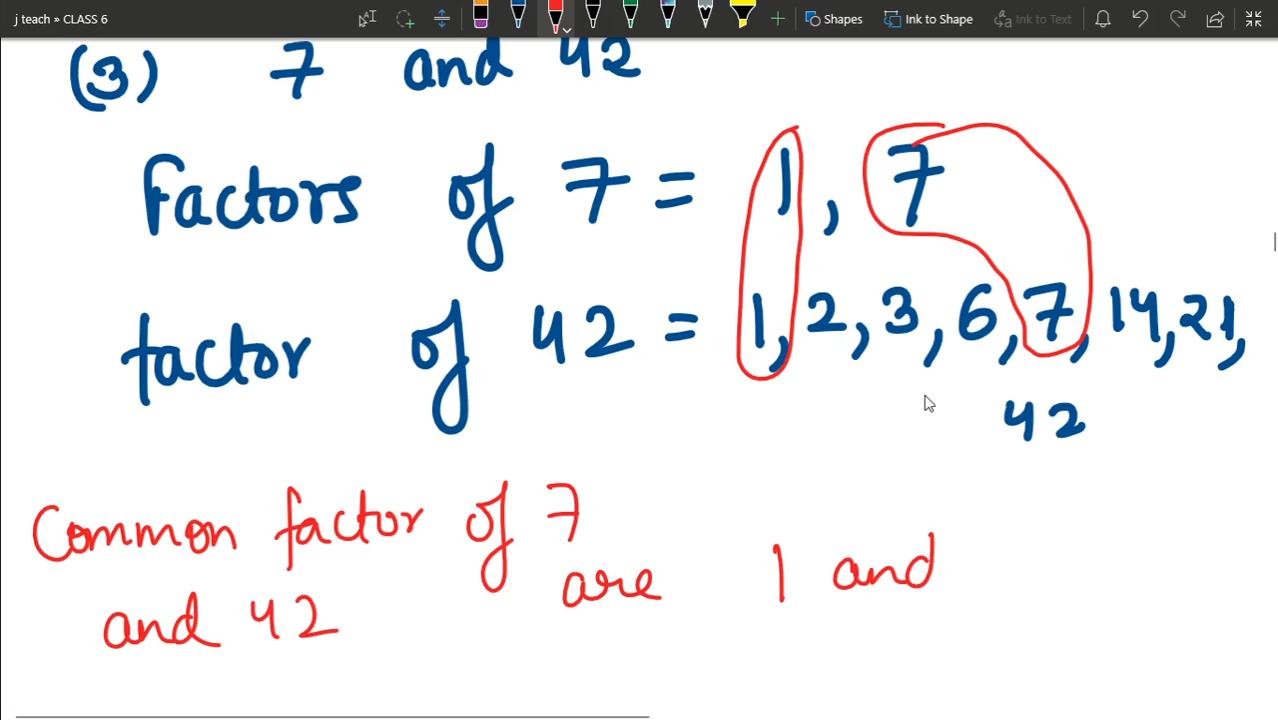 j teach » CLASS 6
Shapes
Ink to Shape
Ink to Text
(3) 7 and 42
Factors of 7 = 1, 7
factor of 42 = 1, 2, 3, 6, 7, 14, 21,
42
Common factor of 7
and 42 are 1 and